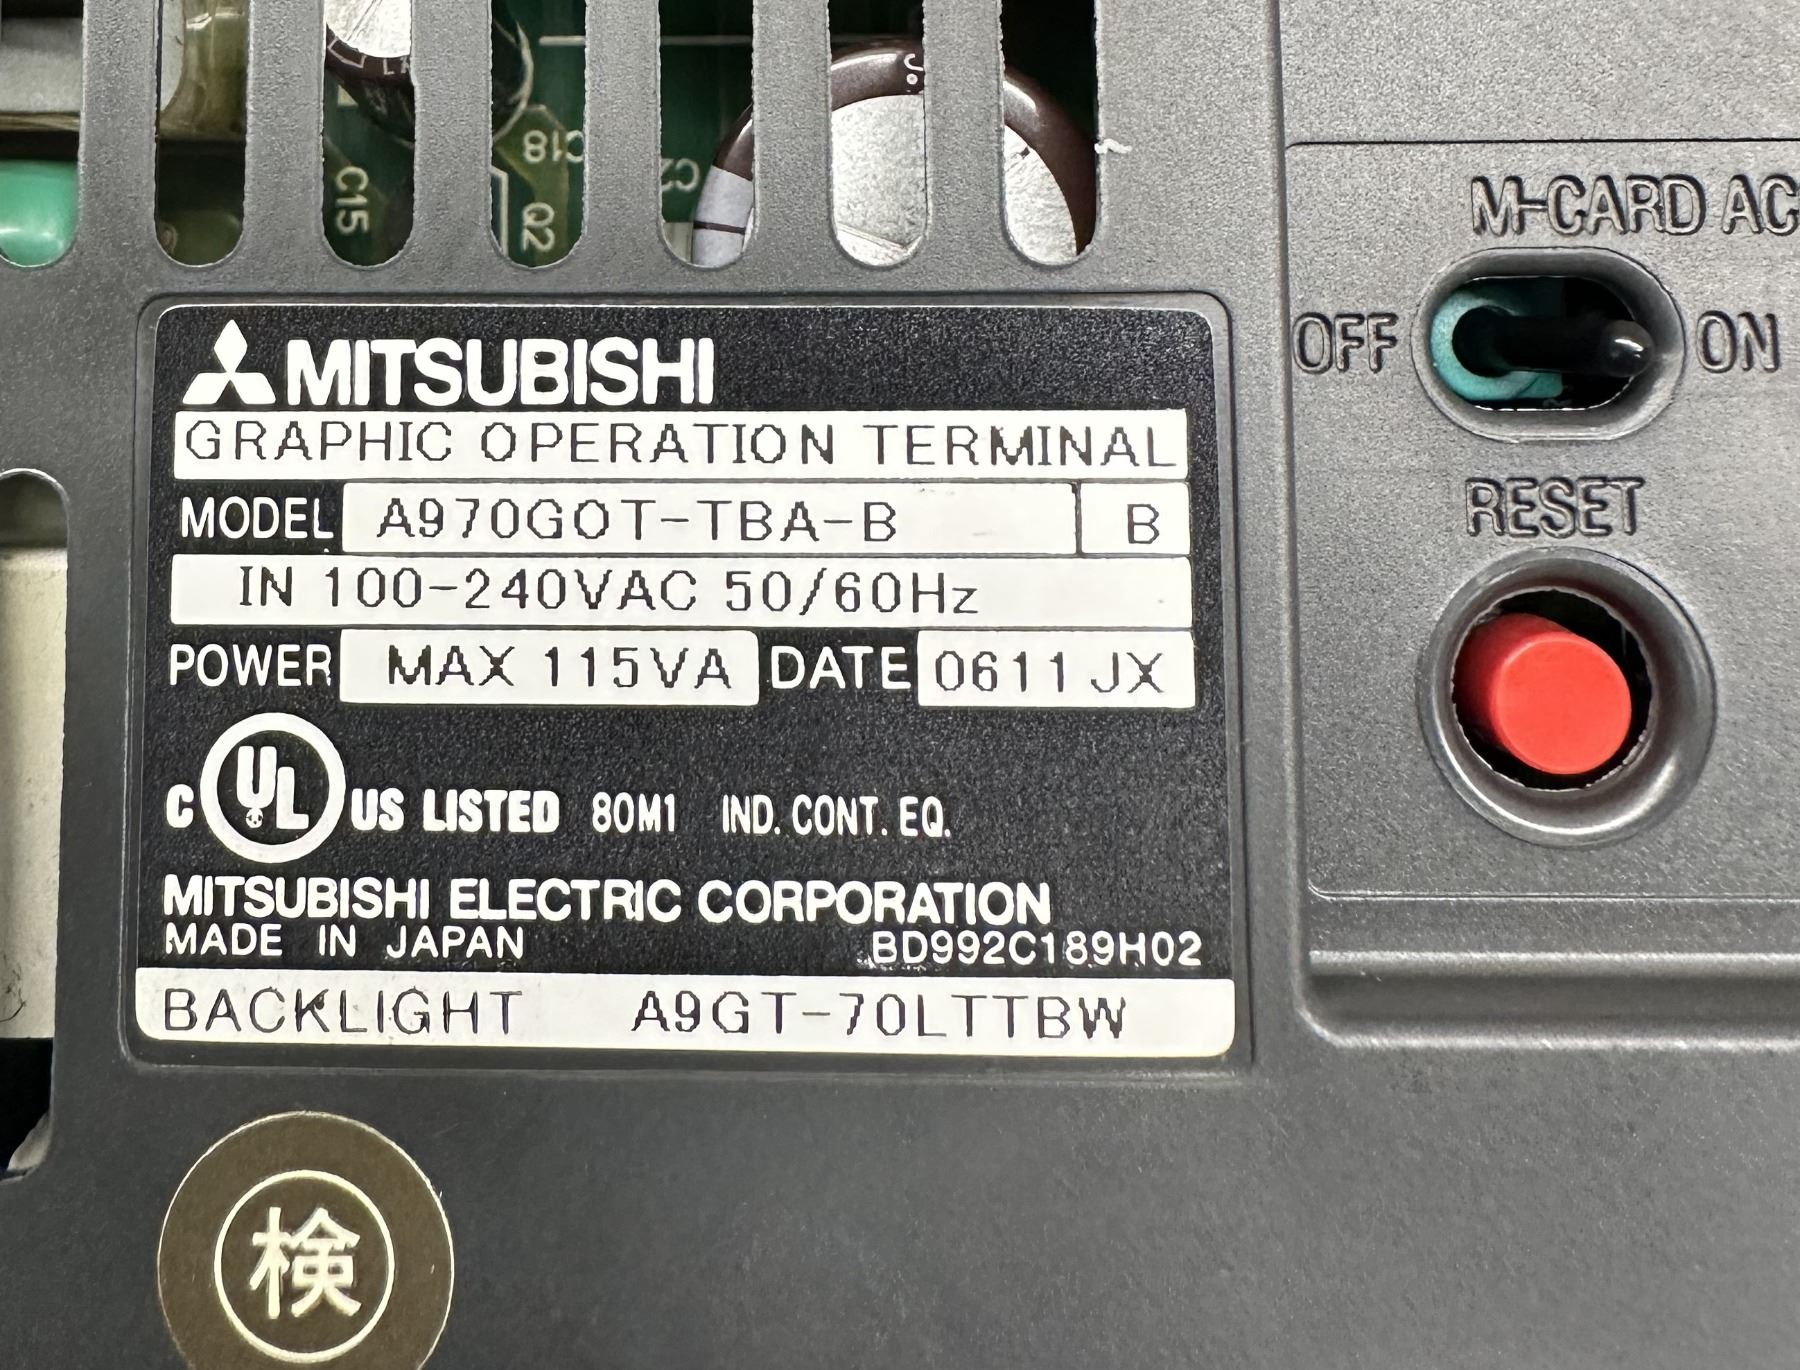 C18
C15
Q2
M-CARD AC
OFF
ON
RESET
MITSUBISHI
GRAPHIC OPERATION TERMINAL
MODEL A970GOT-TBA-B B
IN 100-240VAC 50/60Hz
POWER MAX 115VA DATE 0611 JX
C UL US LISTED 80M1 IND. CONT. EQ.
MITSUBISHI ELECTRIC CORPORATION
MADE IN JAPAN BD992C189H02
BACKLIGHT A9GT-70LTTBW
検